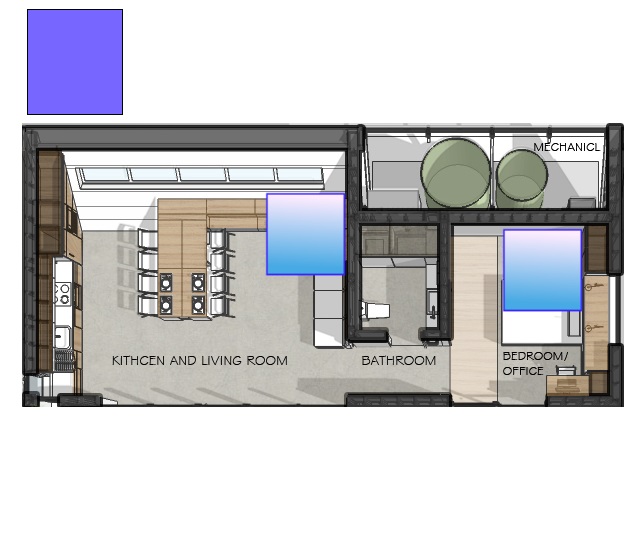 MECHANICL
KITHCEN AND LIVING ROOM
BATHROOM
BEDROOM/
OFFICE